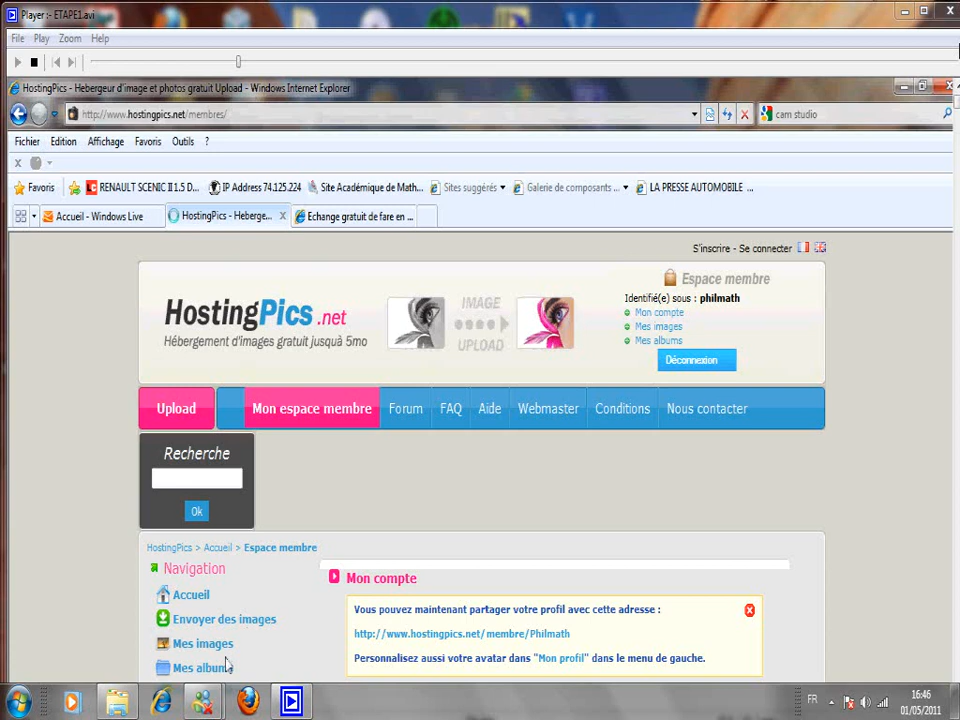 Player :- ETAPE1.avi
File Play Zoom Help
HostingPics - Hebergeur d'image et photos gratuit Upload - Windows Internet Explorer
http://www.hostingpics.net/membres/
cam studio
Fichier Edition Affichage Favoris Outils ?
x
Favoris
RENAULT SCENIC II 1.5 D...
IP Address 74.125.224
Site Académique de Math...
Sites suggérés
Galerie de composants ...
LA PRESSE AUTOMOBILE ...
Accueil - Windows Live
HostingPics - Heberge... x
Echange gratuit de fare en ...
S'inscrire - Se connecter
Espace membre
Identifié(e) sous : philmath
Mon compte
Mes images
Mes albums
Déconnexion
HostingPics .net
Hébergement d'images gratuit jusquà 5mo
IMAGE
UPLOAD
Upload Mon espace membre Forum FAQ Aide Webmaster Conditions Nous contacter
Recherche
Ok
HostingPics > Accueil > Espace membre
Navigation
Accueil
Envoyer des images
Mes images
Mes albums
Mon compte
Vous pouvez maintenant partager votre profil avec cette adresse :
http://www.hostingpics.net/membre/Philmath
Personnalisez aussi votre avatar dans "Mon profil" dans le menu de gauche.
FR
16:46
01/05/2011